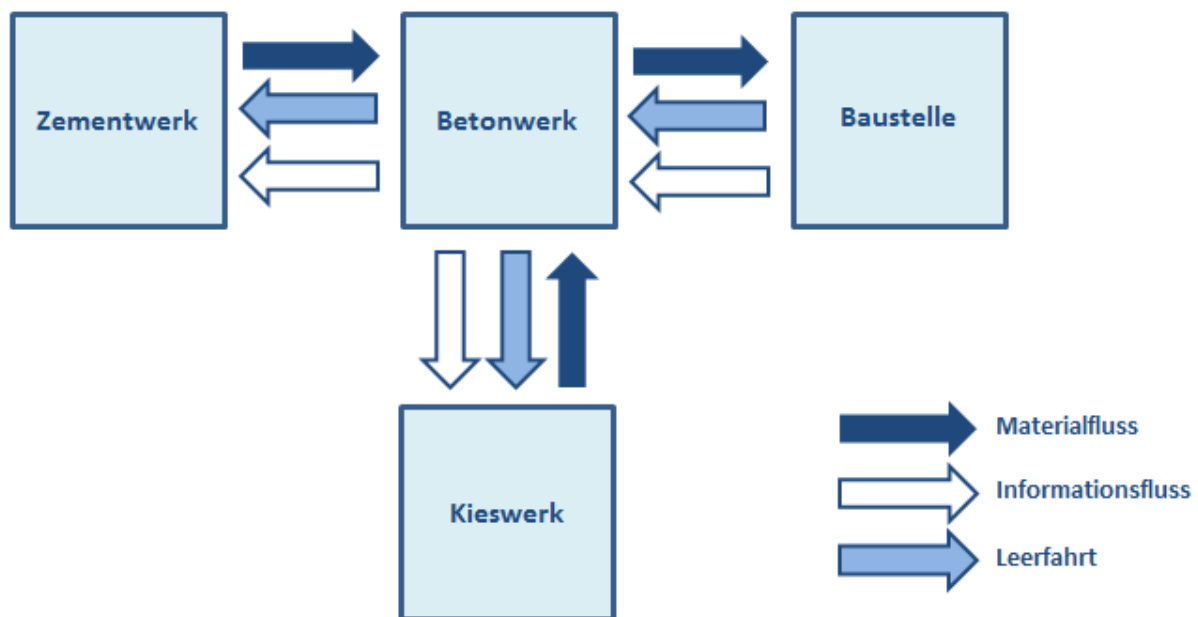 Zementwerk
Betonwerk
Baustelle
Kieswerk
Materialfluss
Informationsfluss
Leerfahrt